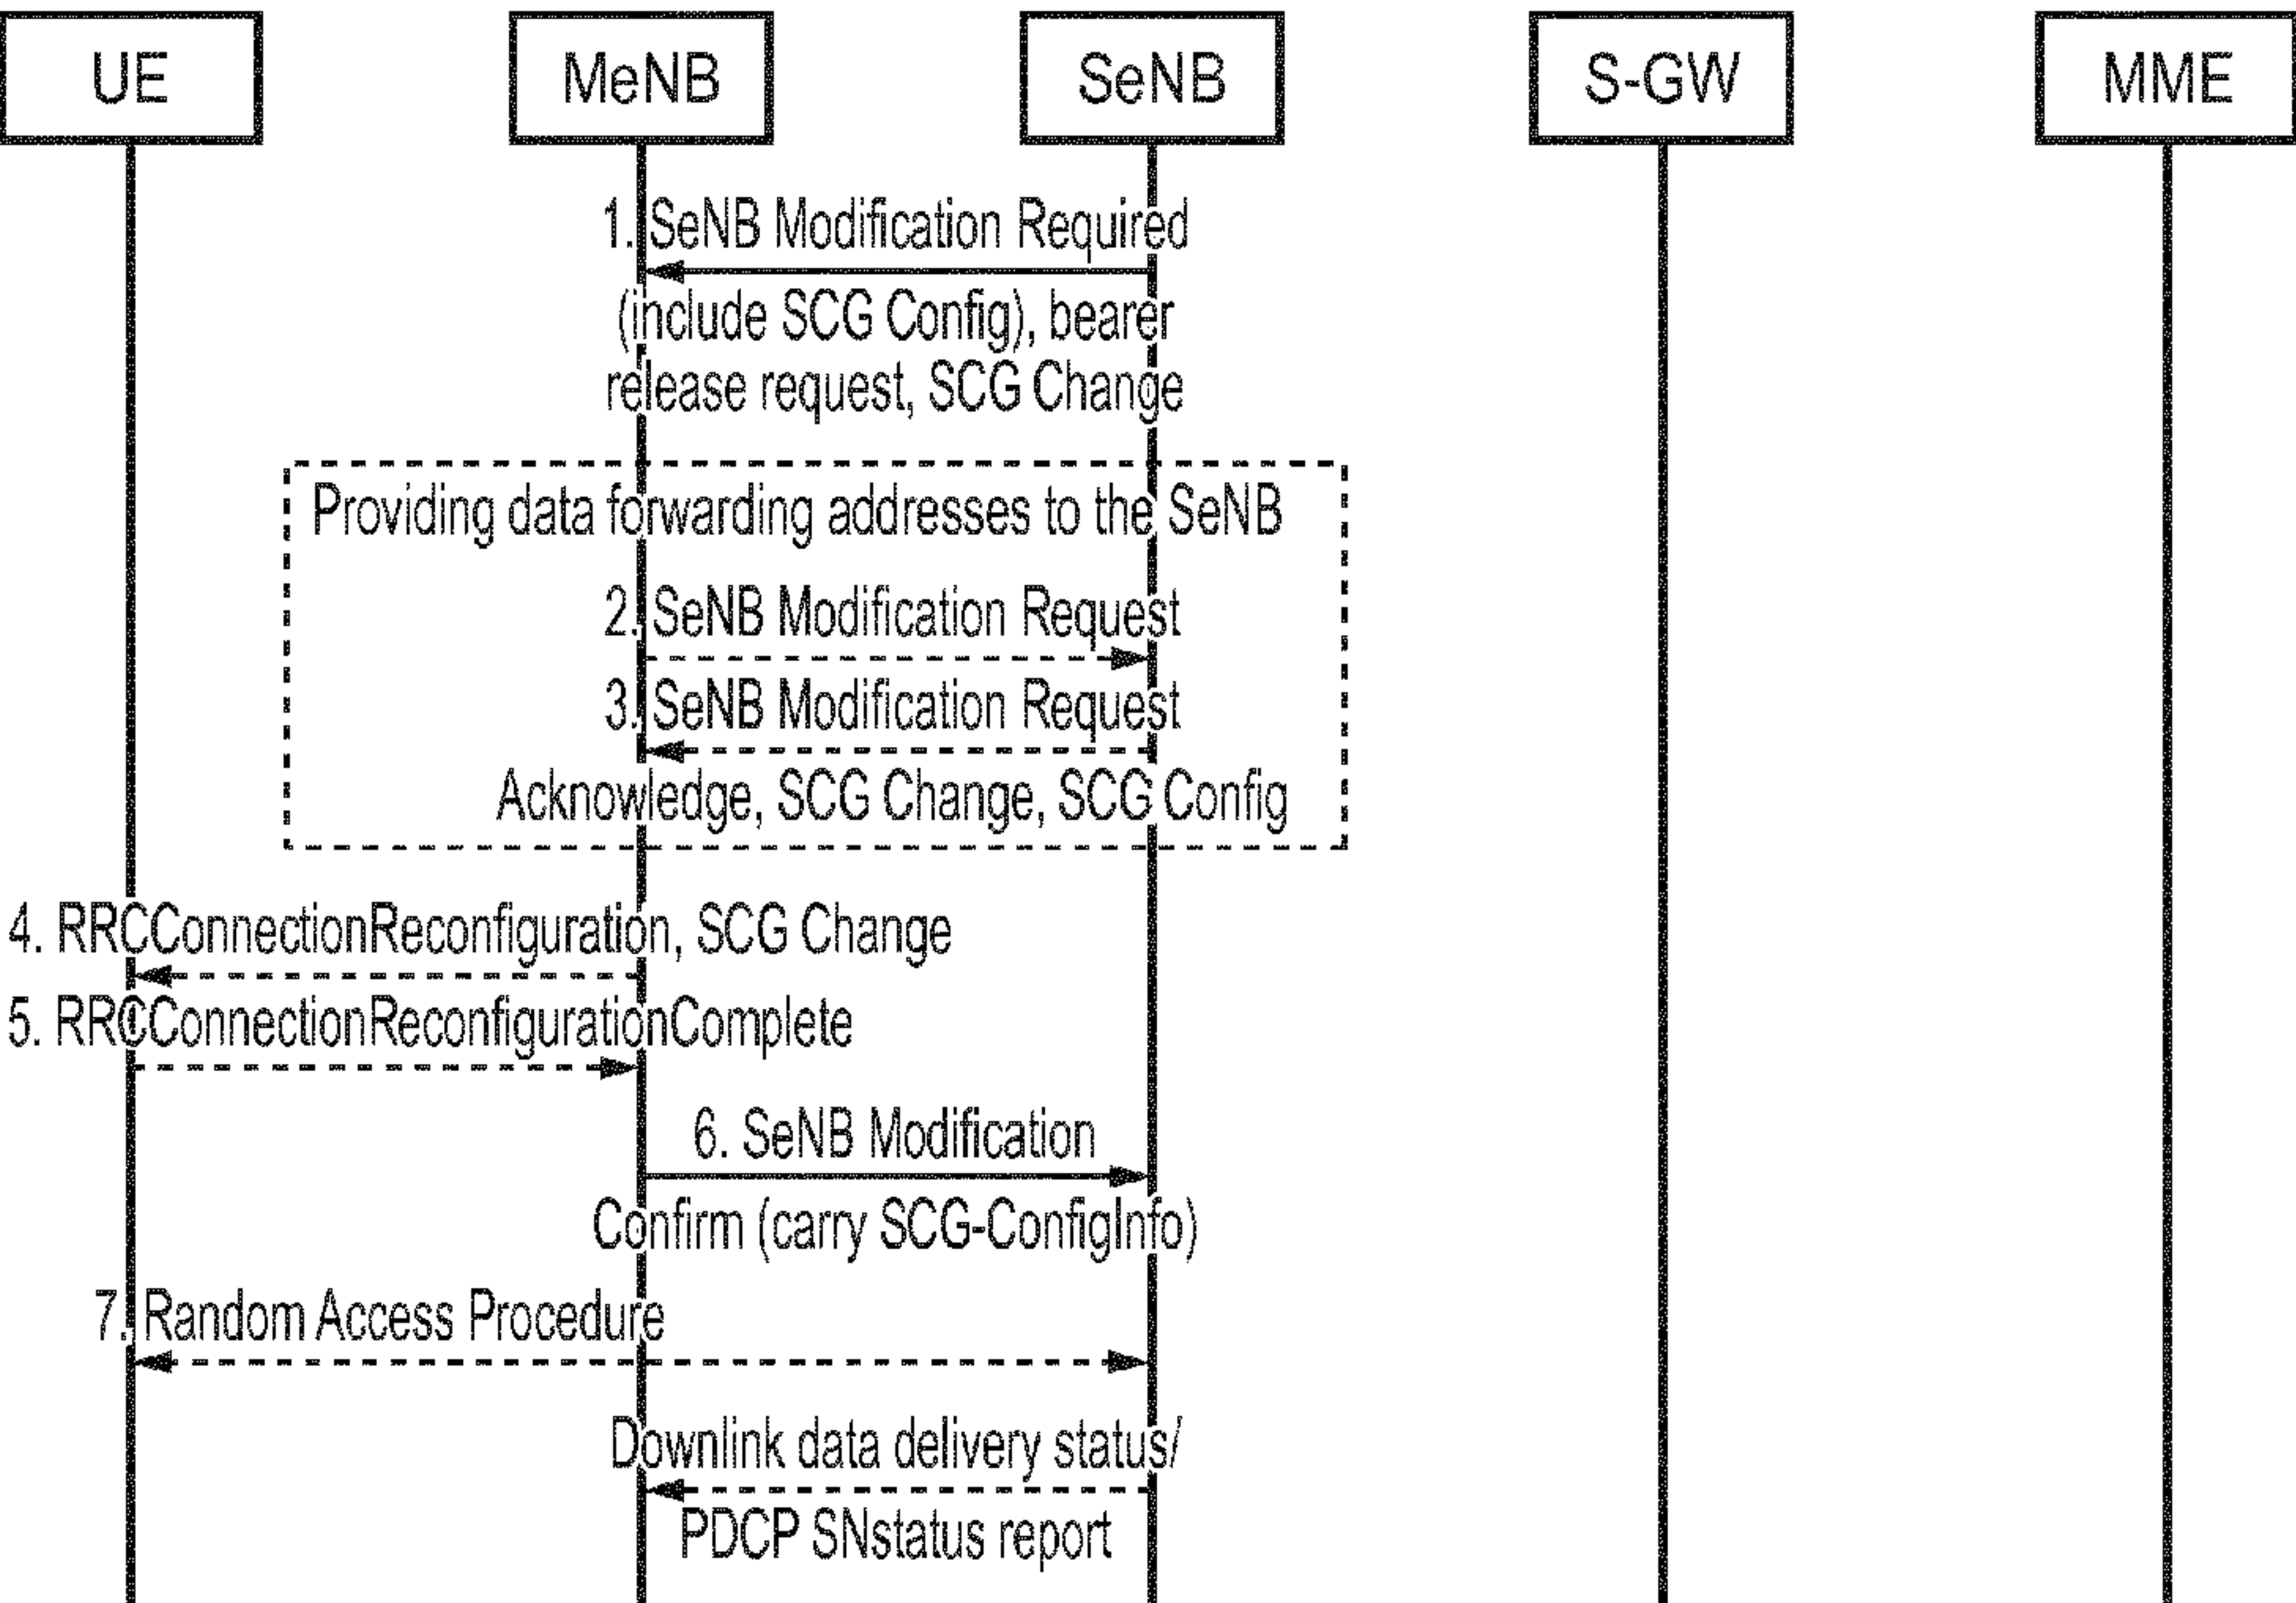 UE
MeNB
SeNB
S-GW
MME
1. SeNB Modification Required
(include SCG Config), bearer
release request, SCG Change
Providing data forwarding addresses to the SeNB
2. SeNB Modification Request
3. SeNB Modification Request
Acknowledge, SCG Change, SCG Config
4. RRCConnectionReconfiguration, SCG Change
5. RRCConnectionReconfigurationComplete
6. SeNB Modification
Confirm (carry SCG-ConfigInfo)
7. Random Access Procedure
Downlink data delivery status/
PDCP SNstatus report